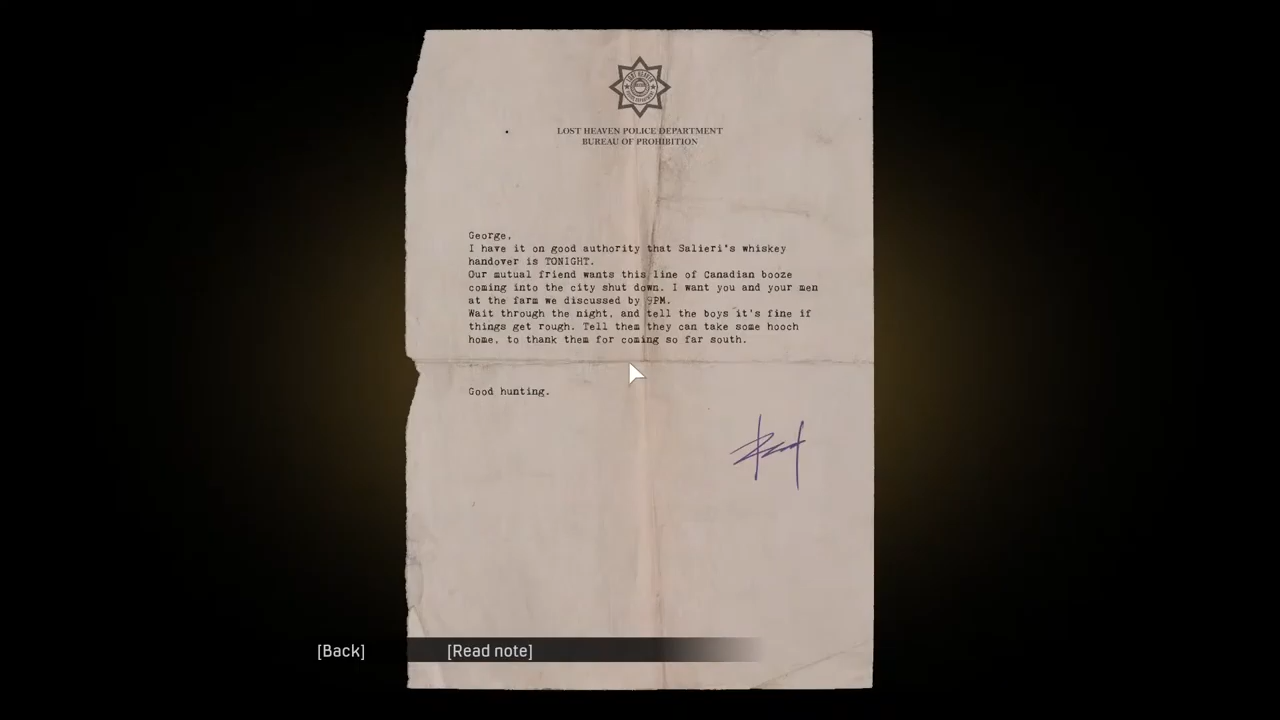 LOST HEAVEN
LOST HEAVEN POLICE DEPARTMENT
BUREAU OF PROHIBITION
George,
I have it on good authority that Salieri's whiskey
handover is TONIGHT.
Our mutual friend wants this line of Canadian booze
coming into the city shut down. I want you and your men
at the farm we discussed by 9PM.
Wait through the night, and tell the boys it's fine if
things get rough. Tell them they can take some hooch
home, to thank them for coming so far south.
Good hunting.
[Back] [Read note]